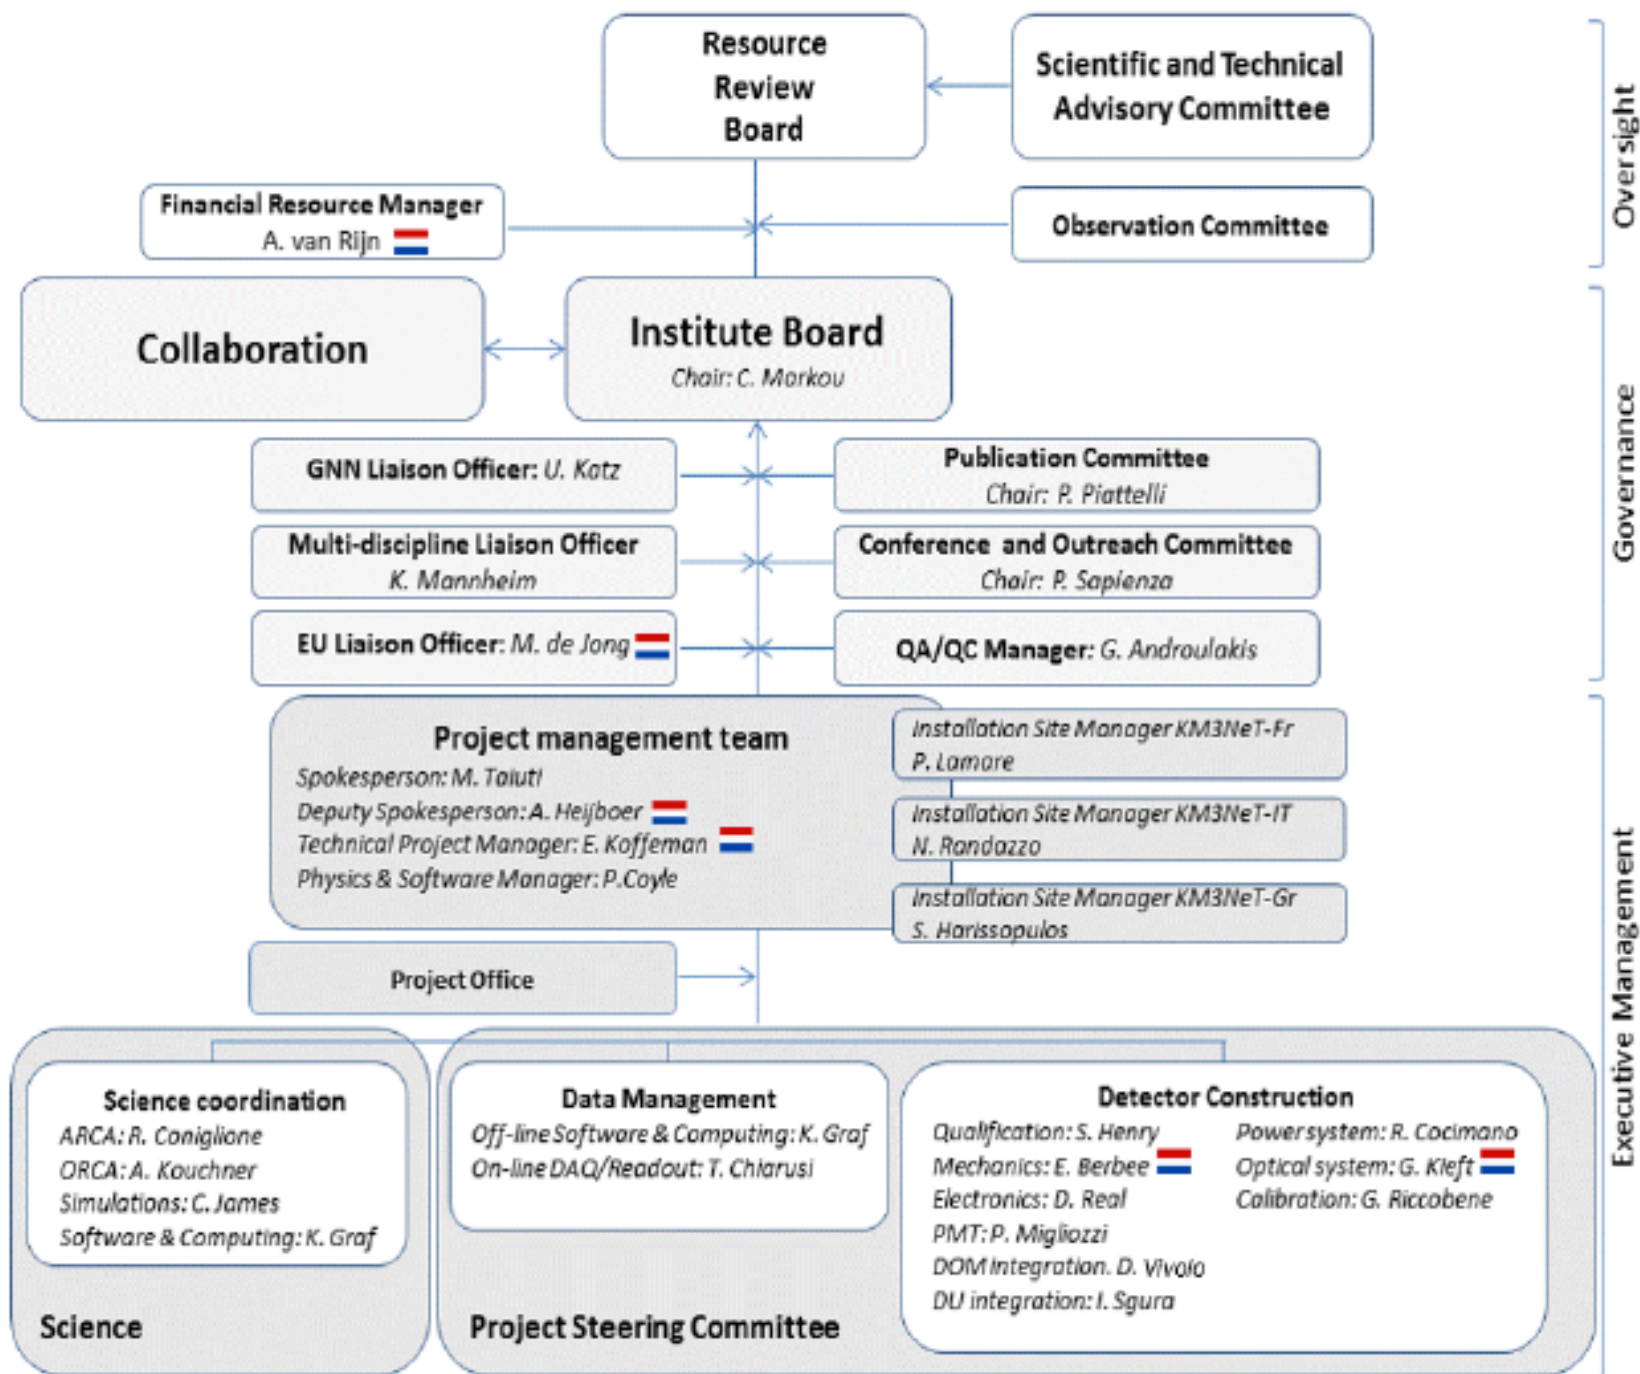 Resource
Review
Board
Scientific and Technical
Advisory Committee
Financial Resource Manager
A. van Rijn
Observation Committee
Oversight
Collaboration
Institute Board
Chair: C. Markou
GNN Liaison Officer: U. Katz
Publication Committee
Chair: P. Piattelli
Multi-discipline Liaison Officer
K. Mannheim
Conference and Outreach Committee
Chair: P. Sapienza
EU Liaison Officer: M. de Jong
QA/QC Manager: G. Androulakis
Governance
Project management team
Spokesperson: M. Taiuti
Deputy Spokesperson: A. Heijboer
Technical Project Manager: E. Koffeman
Physics & Software Manager: P.Coyle
Installation Site Manager KM3NeT-Fr
P. Lamare
Installation Site Manager KM3NeT-IT
N. Randazzo
Installation Site Manager KM3NeT-Gr
S. Harissopulos
Project Office
Science coordination
ARCA: R. Coniglione
ORCA: A. Kouchner
Simulations: C. James
Software & Computing: K. Graf
Science
Data Management
Off-line Software & Computing: K. Graf
On-line DAQ/Readout: T. Chiarusi
Detector Construction
Qualification: S. Henry
Mechanics: E. Berbee
Electronics: D. Real
PMT: P. Migliozzi
DOM integration. D. Vivolo
DU integration: I. Sgura
Power system: R. Cocimano
Optical system: G. Kieft
Calibration: G. Riccobene
Project Steering Committee
Executive Management